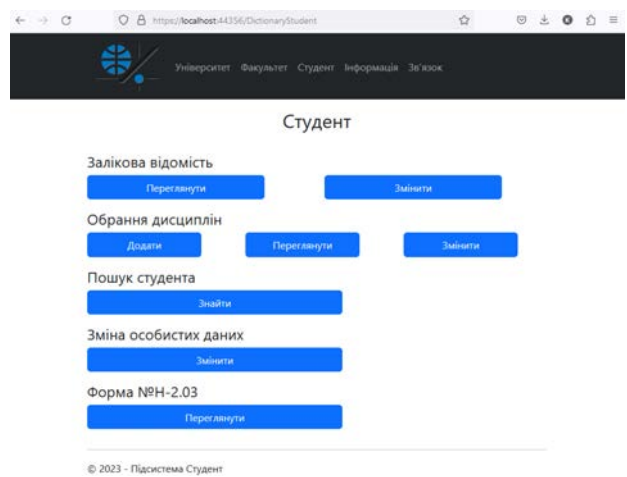 https://localhost:44356/DictionaryStudent
Університет Факультет Студент Інформація Зв'язок
Студент
Залікова відомість
Переглянути Змінити
Обрання дисциплін
Додати Переглянути Змінити
Пошук студента
Знайти
Зміна особистих даних
Змінити
Форма №Н-2.03
Переглянути
© 2023 - Підсистема Студент